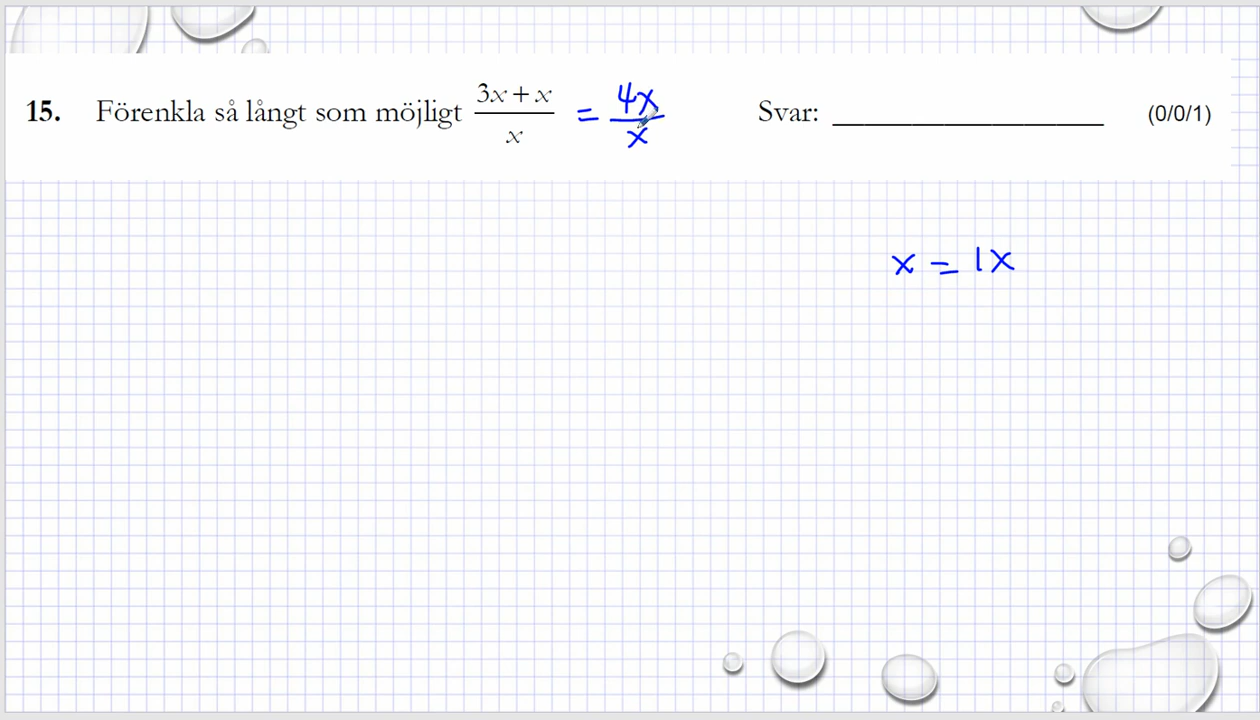 15. Förenkla så långt som möjligt (3x + x)/x = 4x/x Svar: ____________________ (0/0/1)
x = 1x